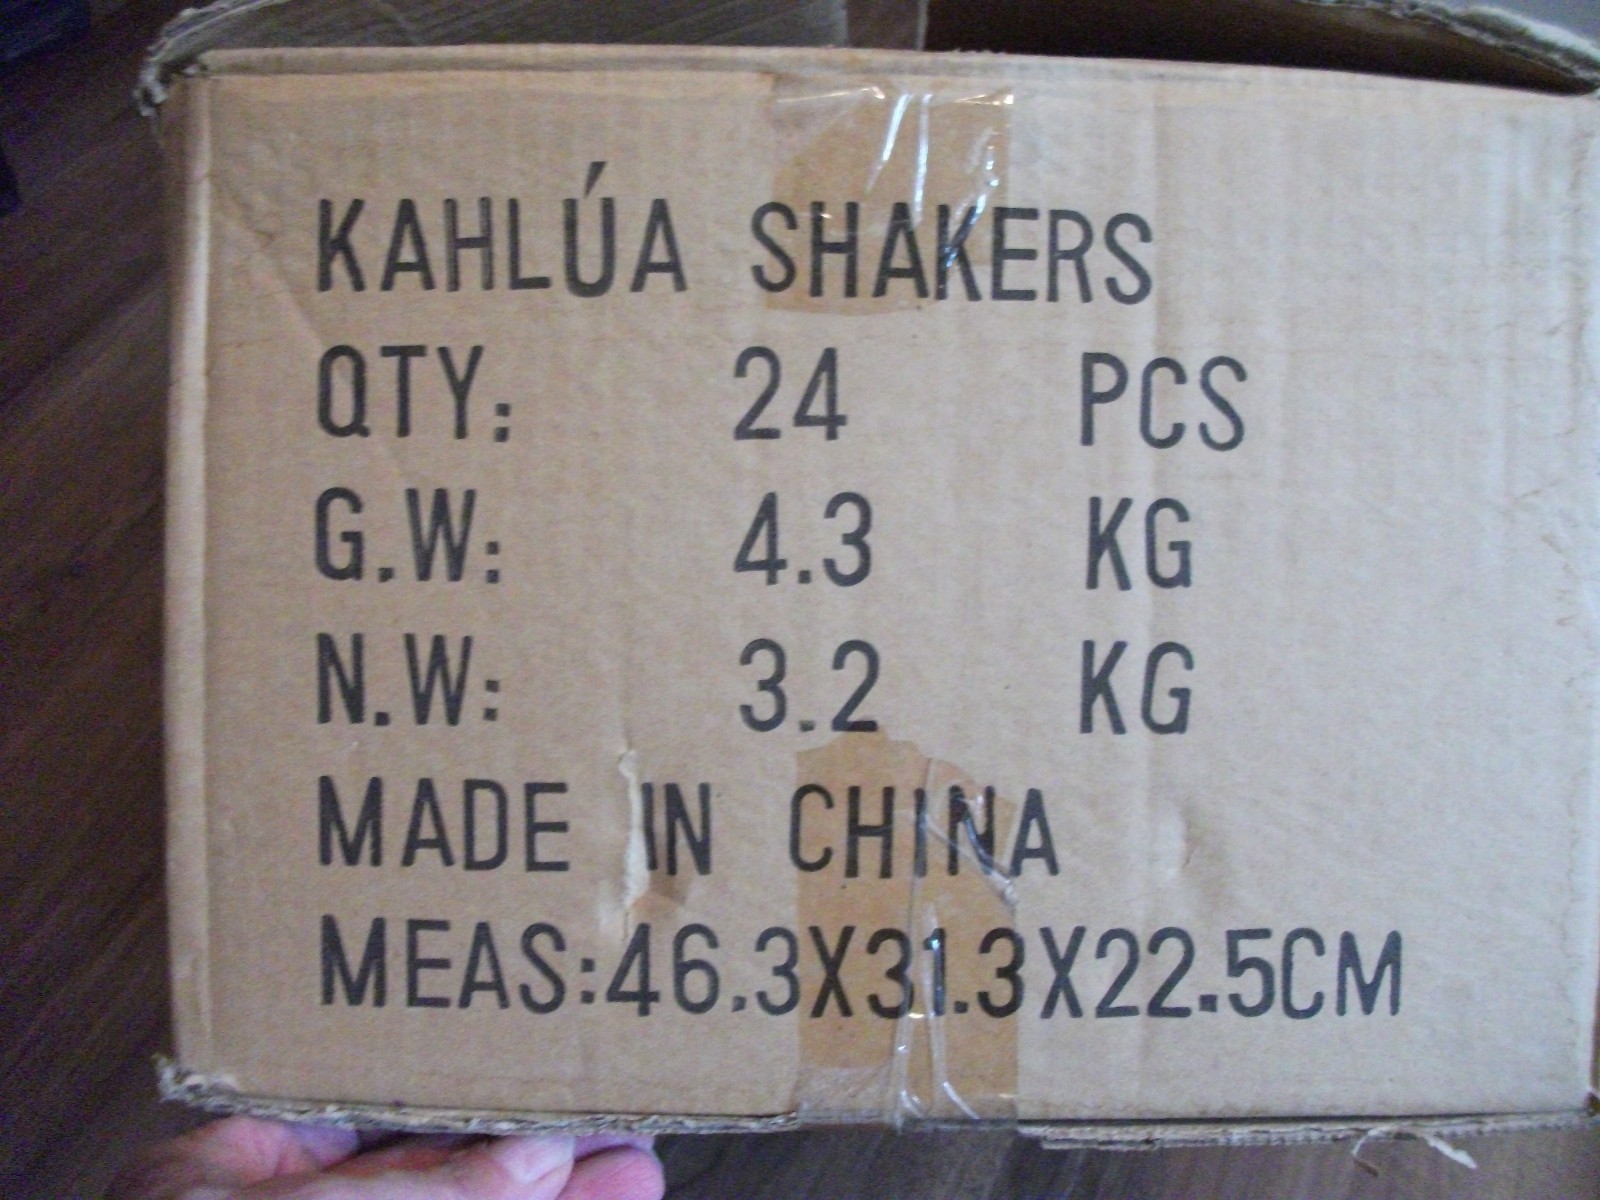 KAHLÚA SHAKERS
QTY: 24 PCS
G.W: 4.3 KG
N.W: 3.2 KG
MADE IN CHINA
MEAS:46.3X31.3X22.5CM